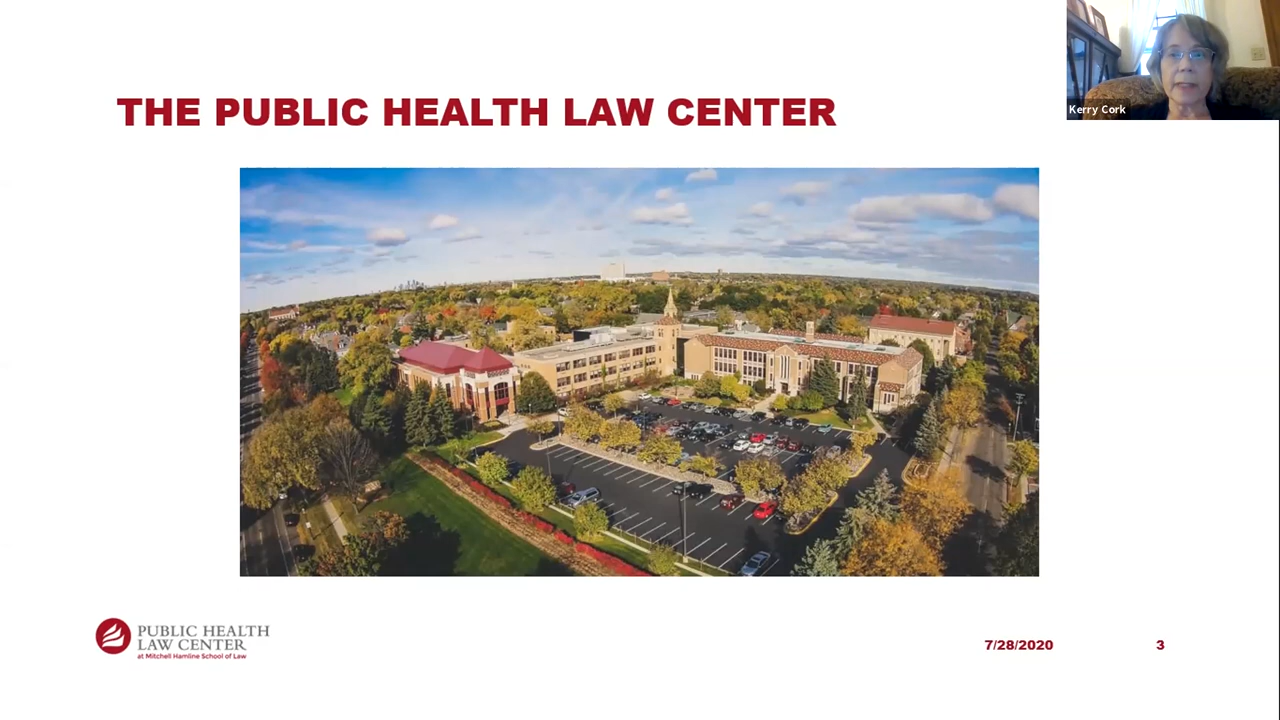 THE PUBLIC HEALTH LAW CENTER
Kerry Cork
PUBLIC HEALTH
LAW CENTER
at Mitchell Hamline School of Law
7/28/2020
3